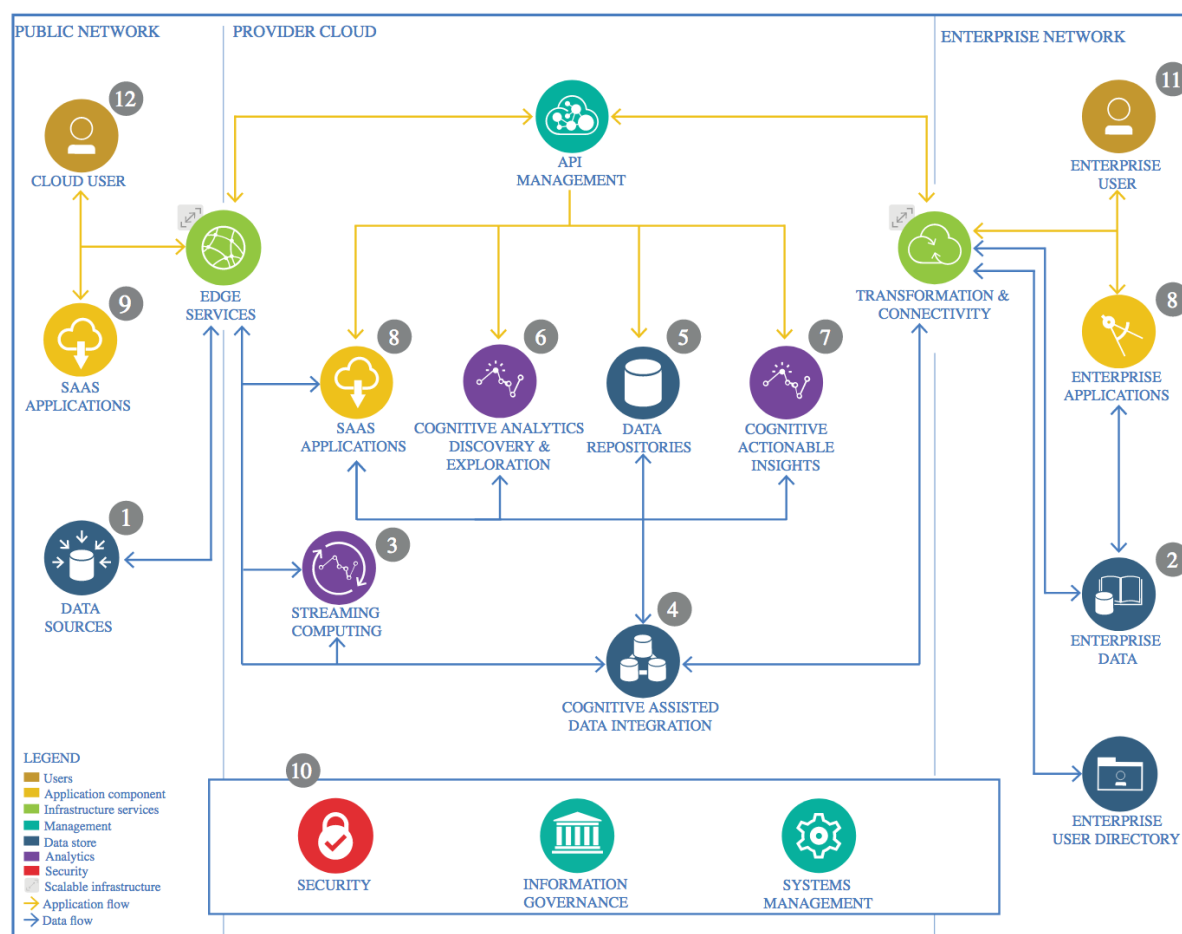 PUBLIC NETWORK
PROVIDER CLOUD
ENTERPRISE NETWORK
12
CLOUD USER
API
MANAGEMENT
11
ENTERPRISE
USER
EDGE
SERVICES
TRANSFORMATION &
CONNECTIVITY
9
SAAS
APPLICATIONS
8
SAAS
APPLICATIONS
6
COGNITIVE ANALYTICS
DISCOVERY &
EXPLORATION
5
DATA
REPOSITORIES
7
COGNITIVE
ACTIONABLE
INSIGHTS
8
ENTERPRISE
APPLICATIONS
1
DATA
SOURCES
3
STREAMING
COMPUTING
4
COGNITIVE ASSISTED
DATA INTEGRATION
2
ENTERPRISE
DATA
ENTERPRISE
USER DIRECTORY
LEGEND
Users
Application component
Infrastructure services
Management
Data store
Analytics
Security
Scalable infrastructure
Application flow
Data flow
10
SECURITY
INFORMATION
GOVERNANCE
SYSTEMS
MANAGEMENT